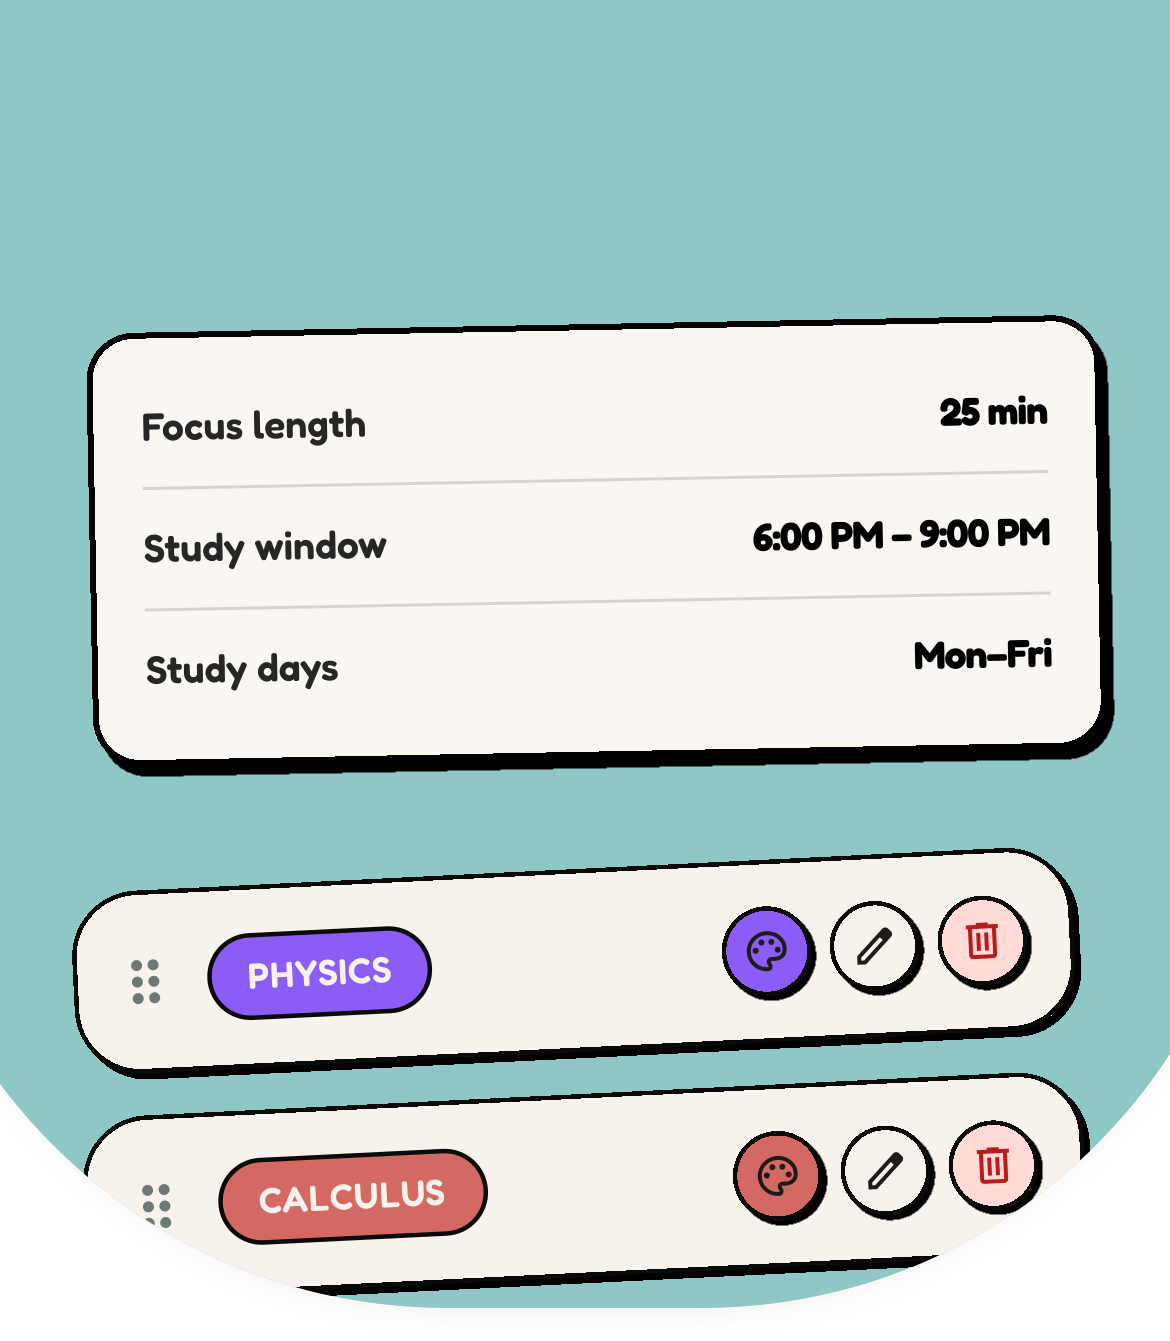 Focus length 25 min
Study window 6:00 PM – 9:00 PM
Study days Mon–Fri
PHYSICS
CALCULUS